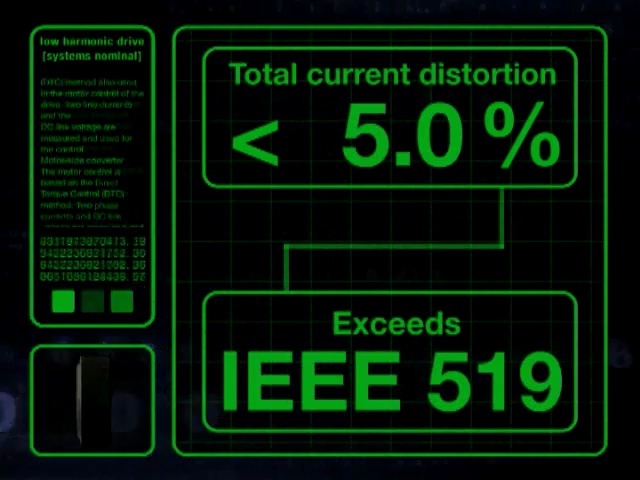 low harmonic drive
[systems nominal]
(DTC) method also used
in the motor control of the
drive. Two line currents
and the
DC link voltage are
measured and used for
the control.
Motorwise converter
The motor control is
based on the Direct
Torque Control (DTC)
method. Two phase
currents and DC link
Total current distortion
< 5.0 %
Exceeds
IEEE 519